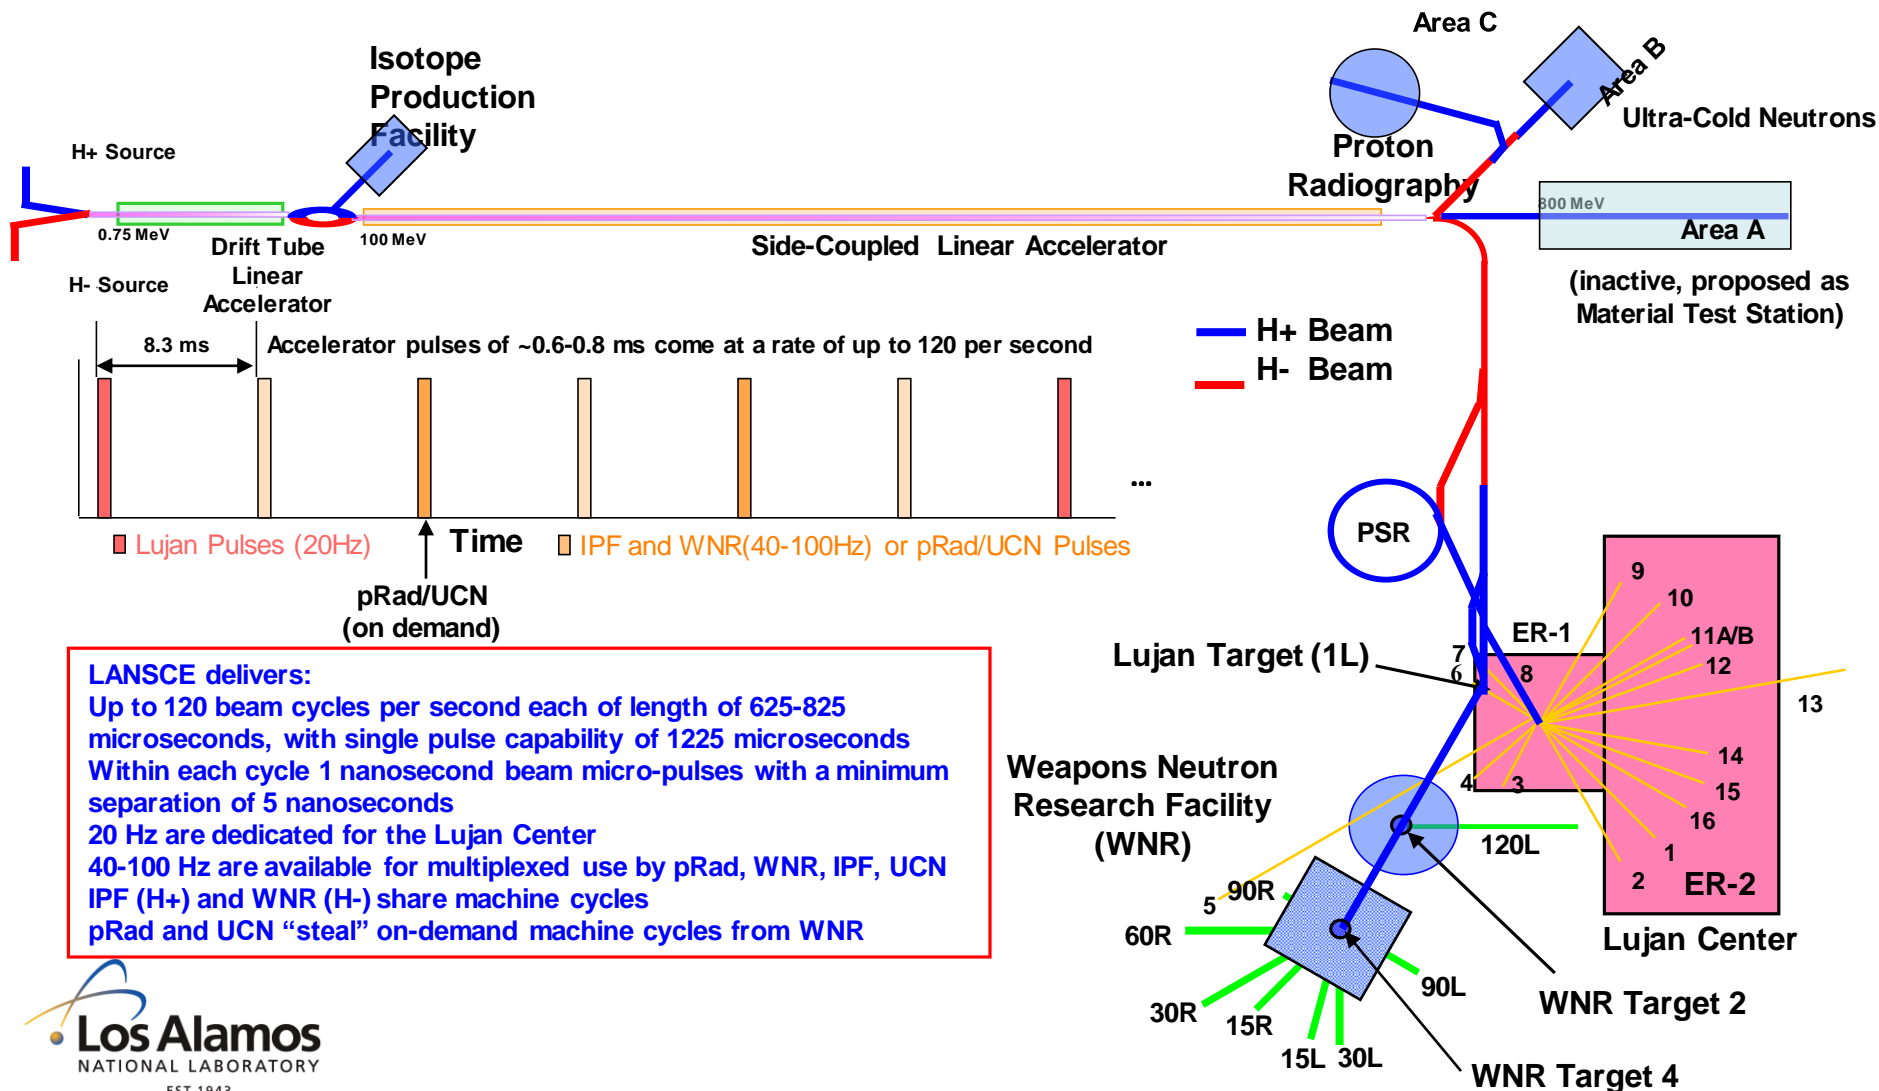 Area C
Area B
Isotope
Production
Facility
Ultra-Cold Neutrons
H+ Source
Proton
Radiography
800 MeV
Area A
0.75 MeV
100 MeV
Drift Tube
Linear
Accelerator
Side-Coupled Linear Accelerator
H- Source
(inactive, proposed as
Material Test Station)
8.3 ms
Accelerator pulses of ~0.6-0.8 ms come at a rate of up to 120 per second
H+ Beam
H- Beam
...
Lujan Pulses (20Hz)
Time
IPF and WNR(40-100Hz) or pRad/UCN Pulses
pRad/UCN
(on demand)
PSR
9
10
ER-1
11A/B
Lujan Target (1L)
7
6
8
12
13
14
15
16
4
3
1
2
ER-2
Lujan Center
LANSCE delivers:
Up to 120 beam cycles per second each of length of 625-825
microseconds, with single pulse capability of 1225 microseconds
Within each cycle 1 nanosecond beam micro-pulses with a minimum
separation of 5 nanoseconds
20 Hz are dedicated for the Lujan Center
40-100 Hz are available for multiplexed use by pRad, WNR, IPF, UCN
IPF (H+) and WNR (H-) share machine cycles
pRad and UCN “steal” on-demand machine cycles from WNR
Weapons Neutron
Research Facility
(WNR)
120L
5
90R
60R
30R
15R
15L
30L
90L
WNR Target 2
WNR Target 4
Los Alamos
NATIONAL LABORATORY
EST.1943